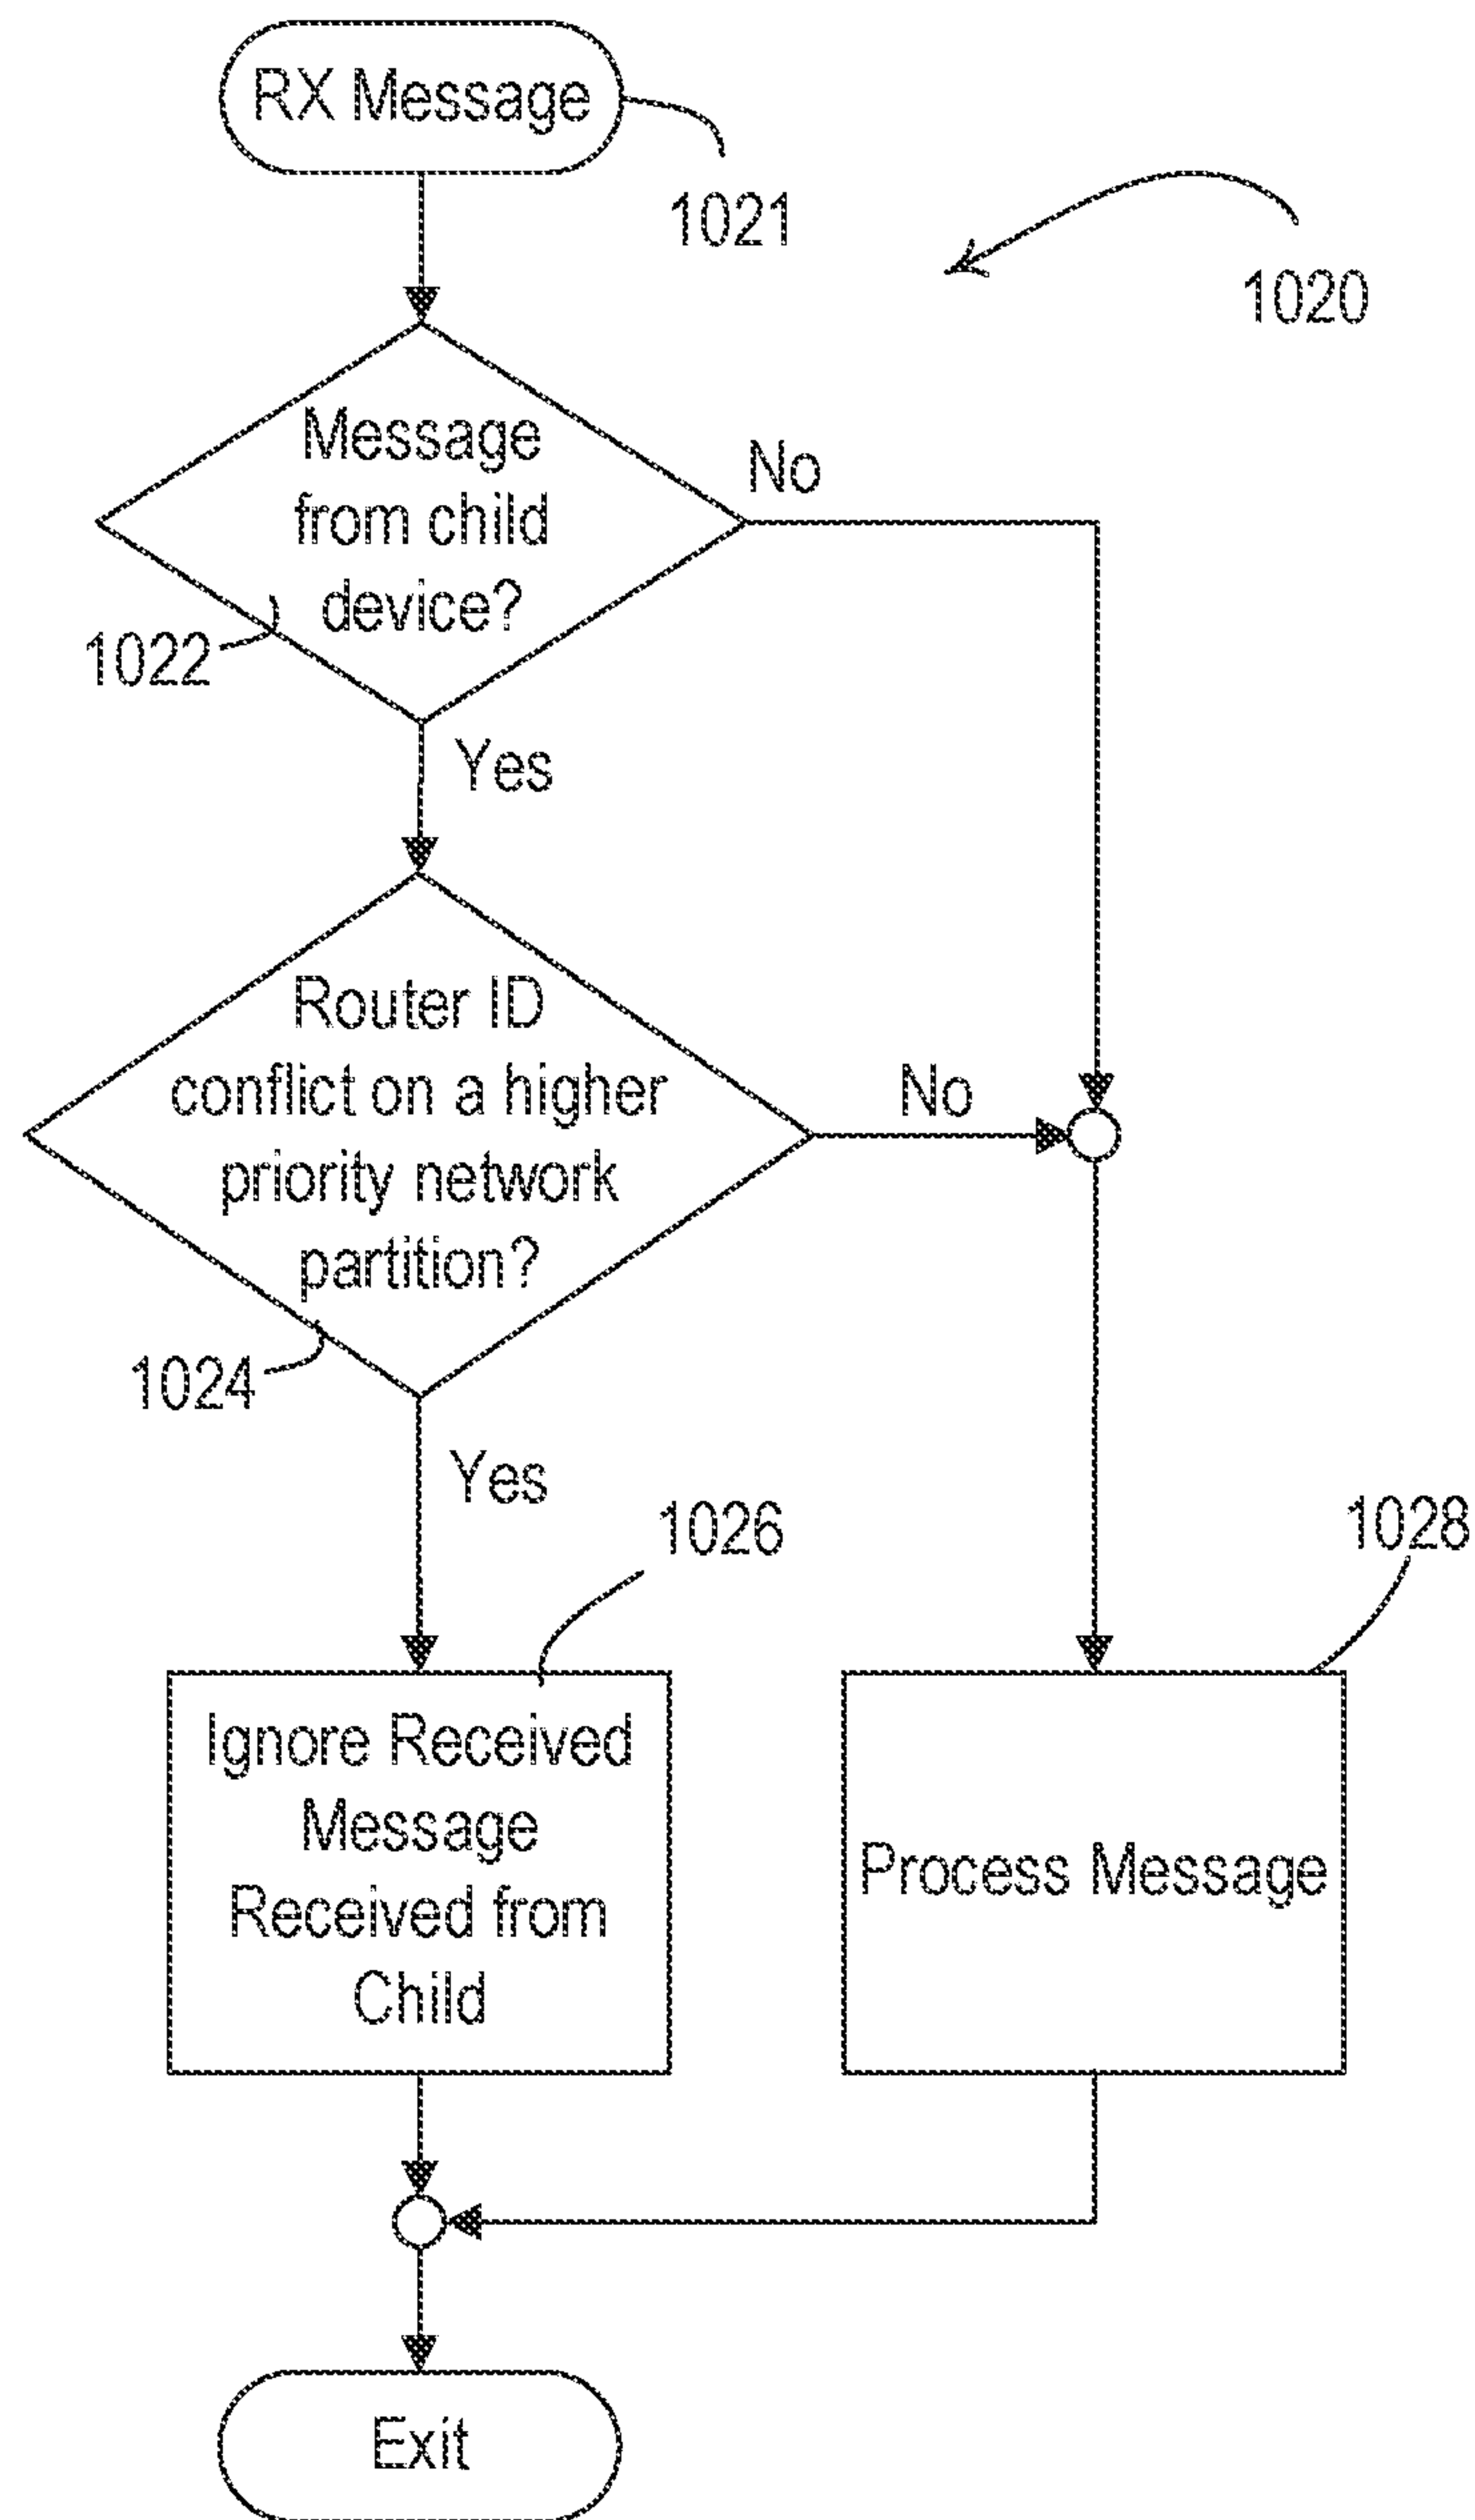 RX Message
1021
1020
Message
from child
device?
No
1022
Yes
Router ID
conflict on a higher
priority network
partition?
No
1024
Yes
1026
1028
Ignore Received
Message
Received from
Child
Process Message
Exit